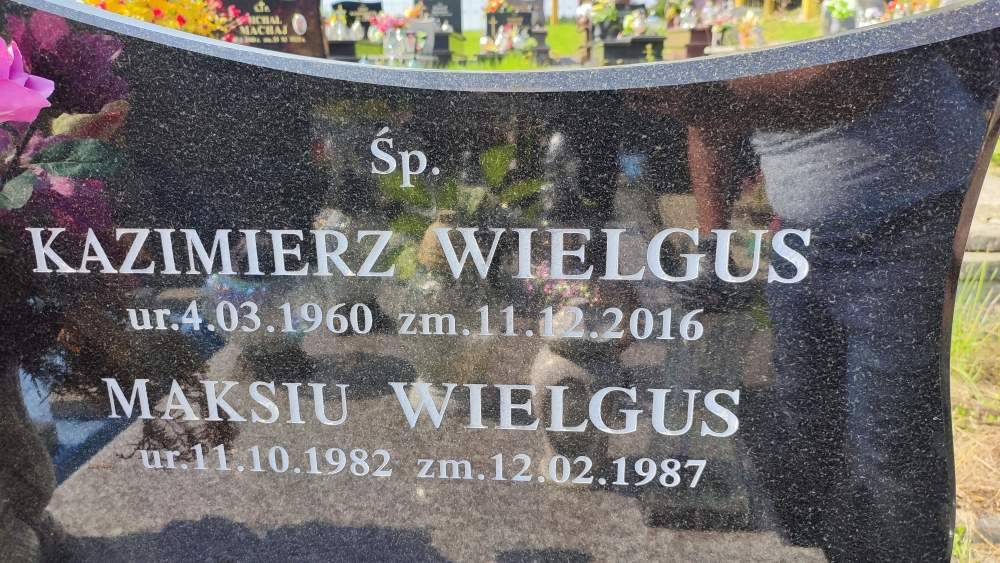 MICHAŁ
MACHAJ
Śp.
KAZIMIERZ WIELGUS
ur.4.03.1960 zm.11.12.2016
MAKSIU WIELGUS
ur.11.10.1982 zm.12.02.1987